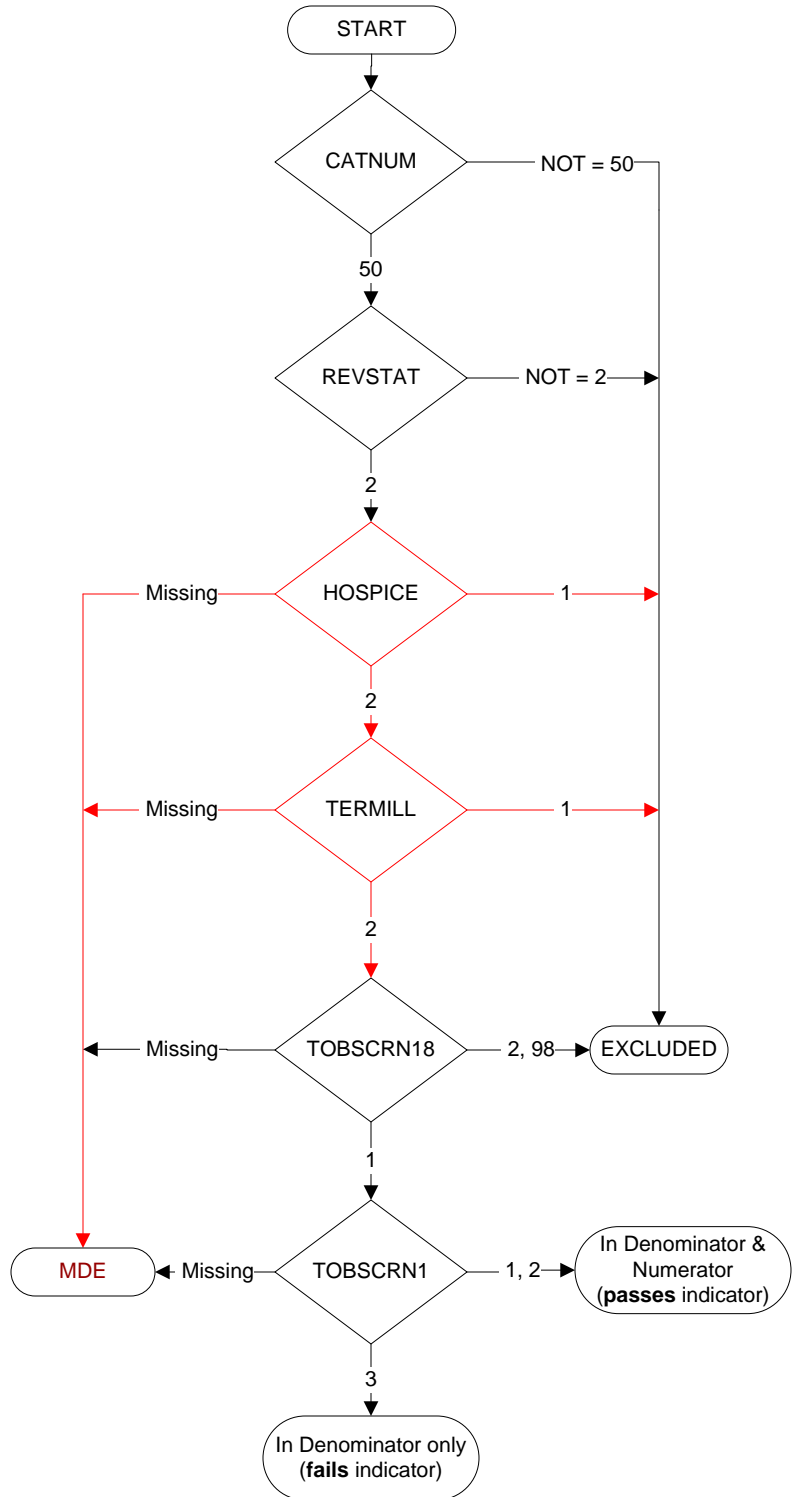 START
CATNUM
NOT = 50
50
REVSTAT
NOT = 2
2
Missing
HOSPICE
1
2
Missing
TERMILL
1
2
Missing
TOBSCRN18
2, 98
EXCLUDED
1
MDE
Missing
TOBSCRN1
1, 2
In Denominator &
Numerator
(passes indicator)
3
In Denominator only
(fails indicator)